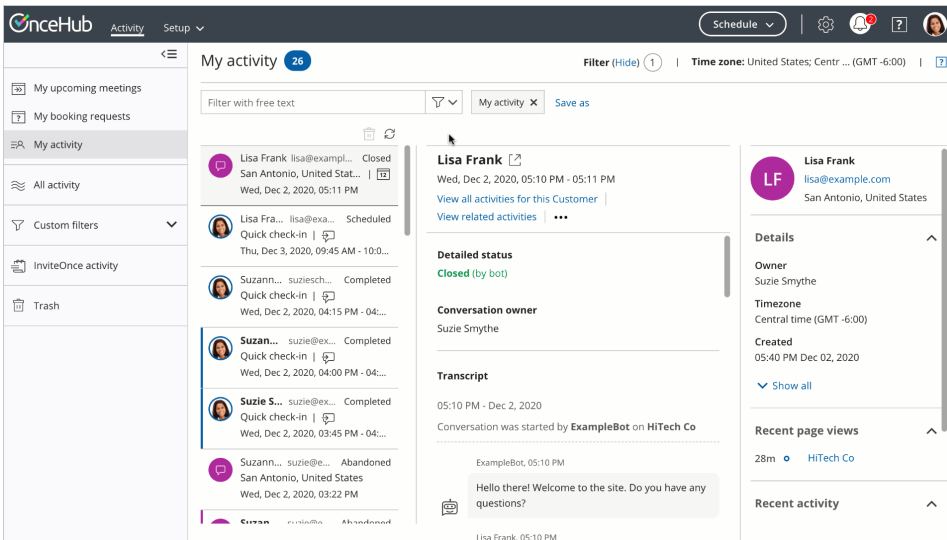 OnceHub
Activity
Setup
Schedule
2
?
My upcoming meetings
My booking requests
My activity
All activity
Custom filters
InviteOnce activity
Trash
My activity 26
Filter (Hide) 1 | Time zone: United States; Centr ... (GMT -6:00) | ?
Filter with free text
My activity ×
Save as
Lisa Frank lisa@exampl... Closed
San Antonio, United Stat... | 12
Wed, Dec 2, 2020, 05:11 PM
Lisa Fra... lisa@exa... Scheduled
Quick check-in |
Thu, Dec 3, 2020, 09:45 AM - 10:0...
Suzann... suziesch... Completed
Quick check-in |
Wed, Dec 2, 2020, 04:15 PM - 04:...
Suzan... suzie@ex... Completed
Quick check-in |
Wed, Dec 2, 2020, 04:00 PM - 04:...
Suzie S... suzie@ex... Completed
Quick check-in |
Wed, Dec 2, 2020, 03:45 PM - 04:...
Suzann... suzie@e... Abandoned
San Antonio, United States
Wed, Dec 2, 2020, 03:22 PM
Suzan... suzie@e... Abandoned
Lisa Frank
Wed, Dec 2, 2020, 05:10 PM - 05:11 PM
View all activities for this Customer |
View related activities | •••
Detailed status
Closed (by bot)
Conversation owner
Suzie Smythe
Transcript
05:10 PM - Dec 2, 2020
Conversation was started by ExampleBot on HiTech Co
ExampleBot, 05:10 PM
Hello there! Welcome to the site. Do you have any
questions?
Lisa Frank, 05:10 PM
LF
Lisa Frank
lisa@example.com
San Antonio, United States
Details
Owner
Suzie Smythe
Timezone
Central time (GMT -6:00)
Created
05:40 PM Dec 02, 2020
Show all
Recent page views
28m HiTech Co
Recent activity